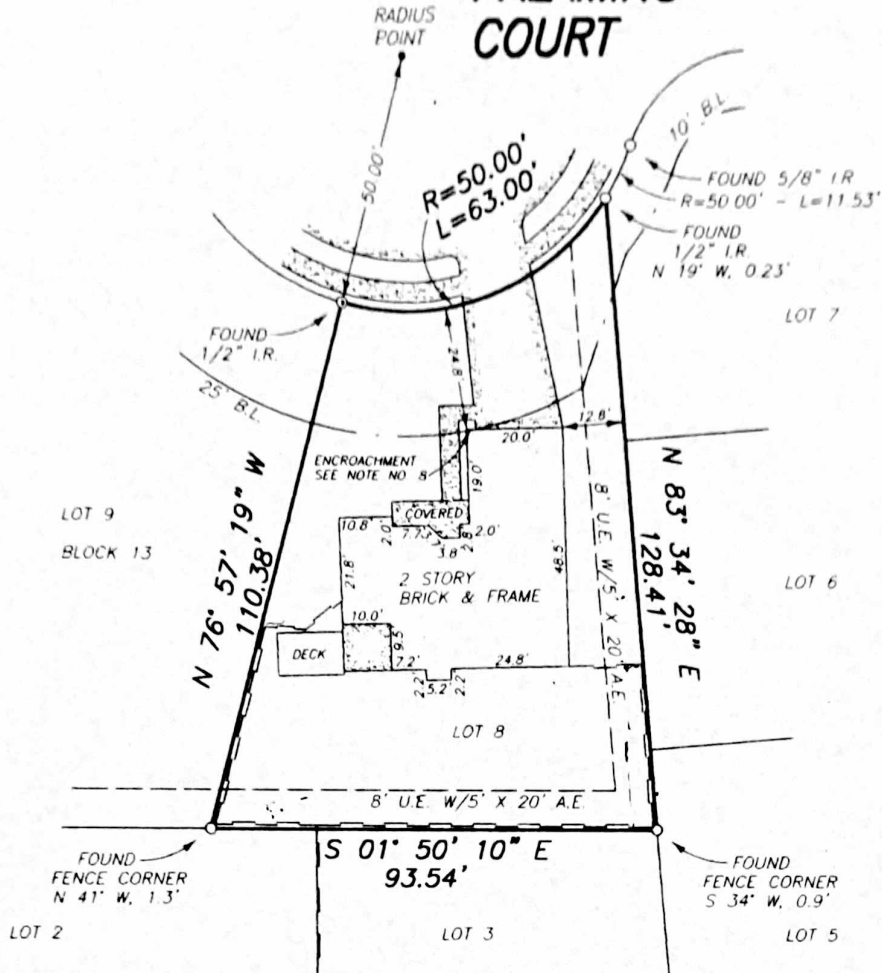 COURT
RADIUS
POINT
50.00'
R=50.00'
L=63.00'
10' B.L.
FOUND 5/8" I.R
R=50 00' - L=11.53'
FOUND
1/2" I.R.
N 19° W, 0.23'
LOT 7
FOUND
1/2" I.R.
25' B.L.
24.8
12.8'
20.0'
ENCROACHMENT
SEE NOTE NO 8
19.0'
LOT 9
BLOCK 13
N 76° 57' 19" W
110.38'
COVERED
10.8'
2.0'
7.7'
3.8'
2.8'
2.0'
21.8'
2 STORY
BRICK & FRAME
48.5'
8' U.E. W/5' X 20' A.E.
N 83° 34' 28" E
128.41'
LOT 6
10.0'
DECK
9.5
7.2'
24.8'
2.2'
5.2'
2.2'
LOT 8
8' U.E. W/5' X 20' A.E.
S 01° 50' 10" E
93.54'
FOUND
FENCE CORNER
N 41° W, 1.3'
FOUND
FENCE CORNER
S 34° W, 0.9'
LOT 2
LOT 3
LOT 5